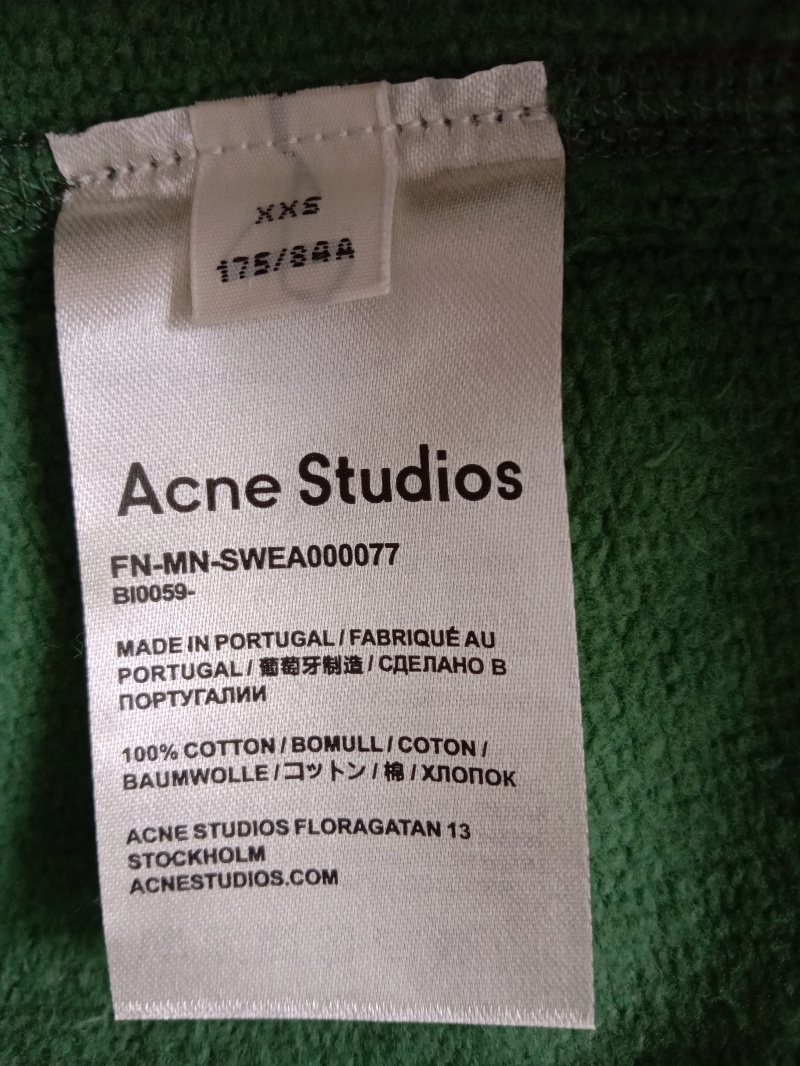 XXS
175/84A
Acne Studios
FN-MN-SWEA000077
BI0059-
MADE IN PORTUGAL / FABRIQUÉ AU
PORTUGAL / 葡萄牙制造 / СДЕЛАНО В
ПОРТУГАЛИИ
100% COTTON / BOMULL / COTON /
BAUMWOLLE / コットン / 棉 / ХЛОПОК
ACNE STUDIOS FLORAGATAN 13
STOCKHOLM
ACNESTUDIOS.COM